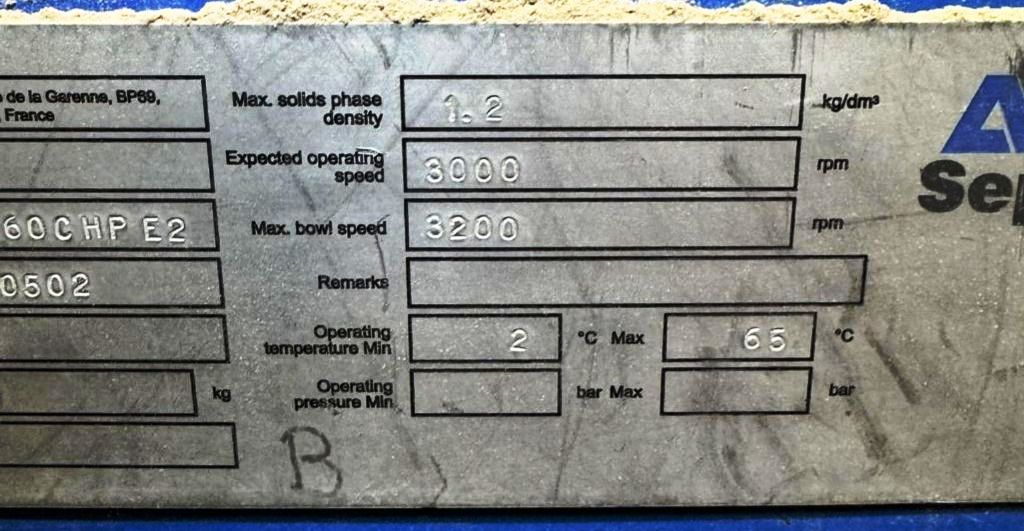 de la Garenne, BP69,
France
60CHP E2
0502
kg
Max. solids phase
density 1.2 kg/dm³
Expected operating
speed 3000 rpm
Max. bowl speed 3200 rpm
Remarks
Operating
temperature Min 2 °C Max 65 °C
Operating
pressure Min bar Max bar
B
A
Sep